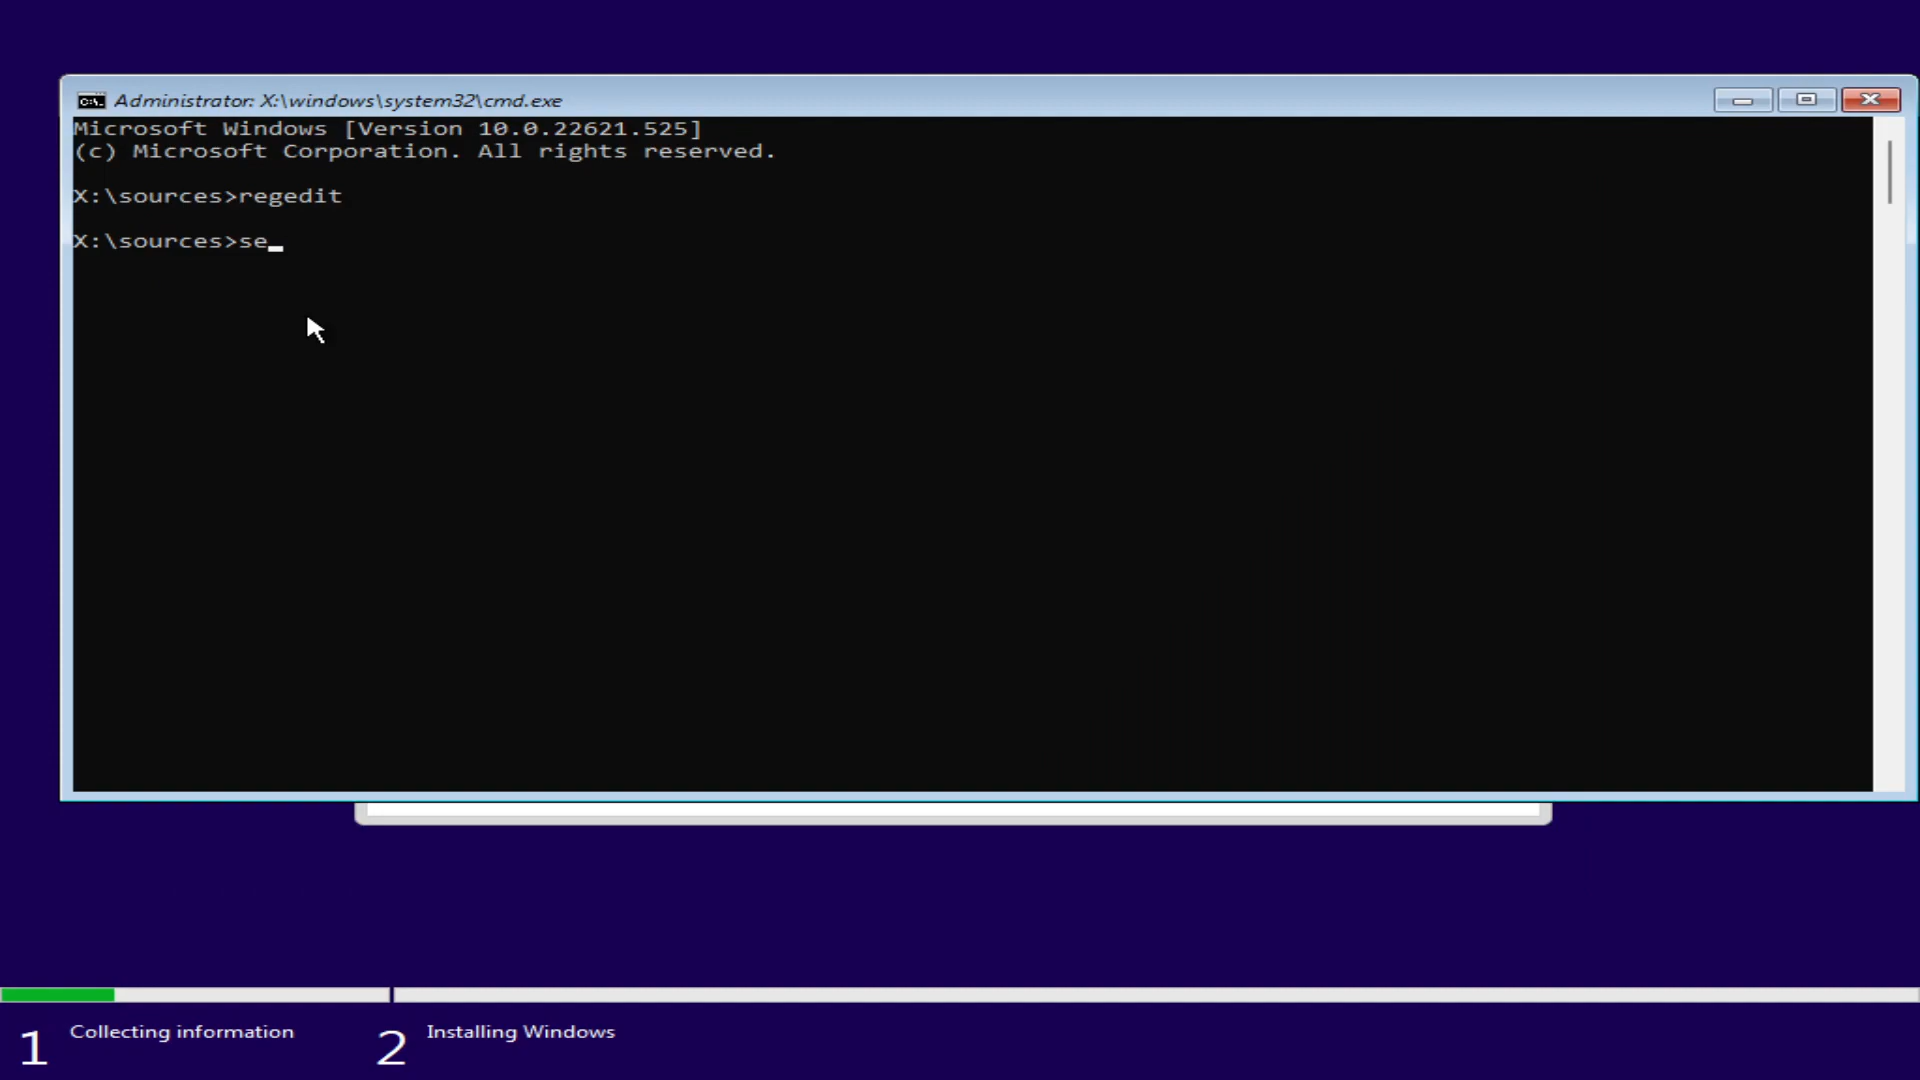 Administrator: X:\windows\system32\cmd.exe
Microsoft Windows [Version 10.0.22621.525]
(c) Microsoft Corporation. All rights reserved.
X:\sources>regedit
X:\sources>se_
1 Collecting information
2 Installing Windows